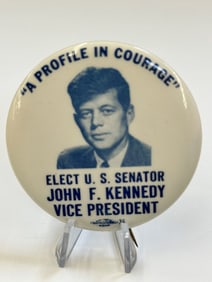 "A PROFILE IN COURAGE"
ELECT U. S. SENATOR
JOHN F. KENNEDY
VICE PRESIDENT